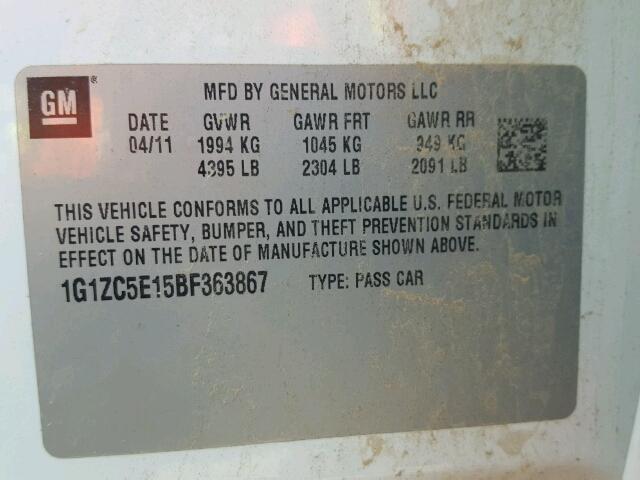 GM ®
MFD BY GENERAL MOTORS LLC
DATE GVWR GAWR FRT GAWR RR
04/11 1994 KG 1045 KG 949 KG
4395 LB 2304 LB 2091 LB
THIS VEHICLE CONFORMS TO ALL APPLICABLE U.S. FEDERAL MOTOR
VEHICLE SAFETY, BUMPER, AND THEFT PREVENTION STANDARDS IN
EFFECT ON THE DATE OF MANUFACTURE SHOWN ABOVE.
1G1ZC5E15BF363867 TYPE: PASS CAR